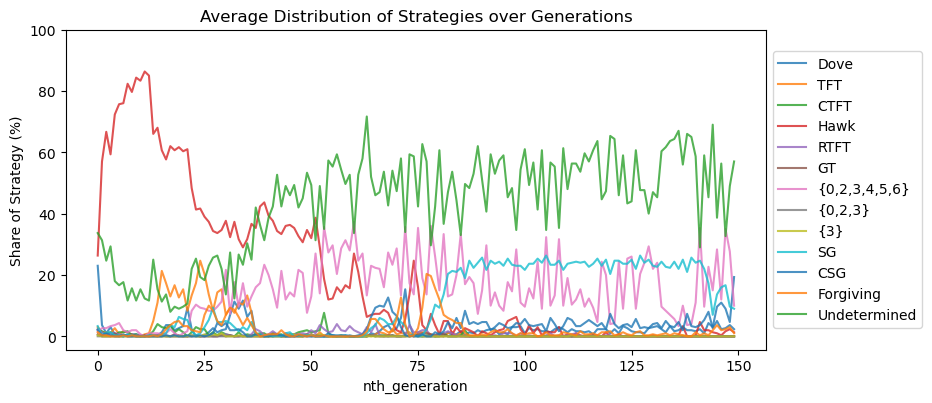 Average Distribution of Strategies over Generations
Share of Strategy (%)
100
80
60
40
20
0
0
25
50
75
100
125
150
nth_generation
Dove
TFT
CTFT
Hawk
RTFT
GT
{0,2,3,4,5,6}
{0,2,3}
{3}
SG
CSG
Forgiving
Undetermined